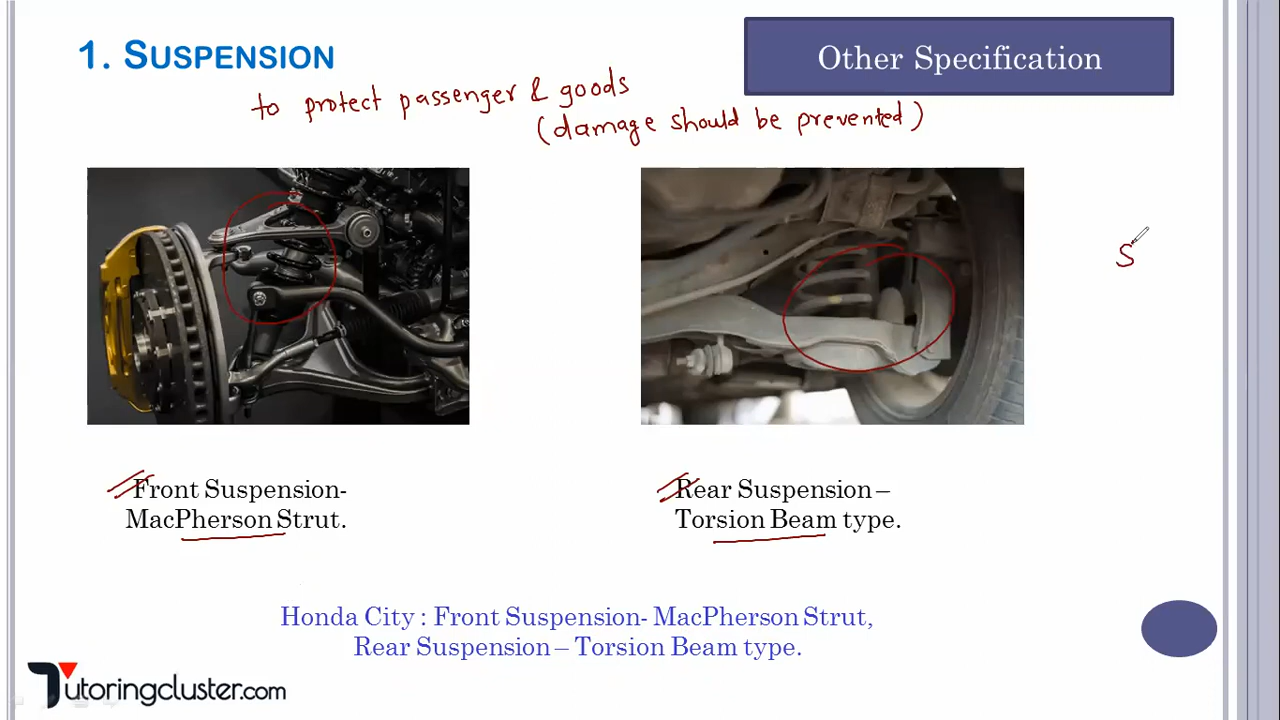 1. SUSPENSION
Other Specification
to protect passenger & goods
(damage should be prevented)
S
Front Suspension-
MacPherson Strut.
Rear Suspension –
Torsion Beam type.
Honda City : Front Suspension- MacPherson Strut,
Rear Suspension – Torsion Beam type.
Tutoringcluster.com